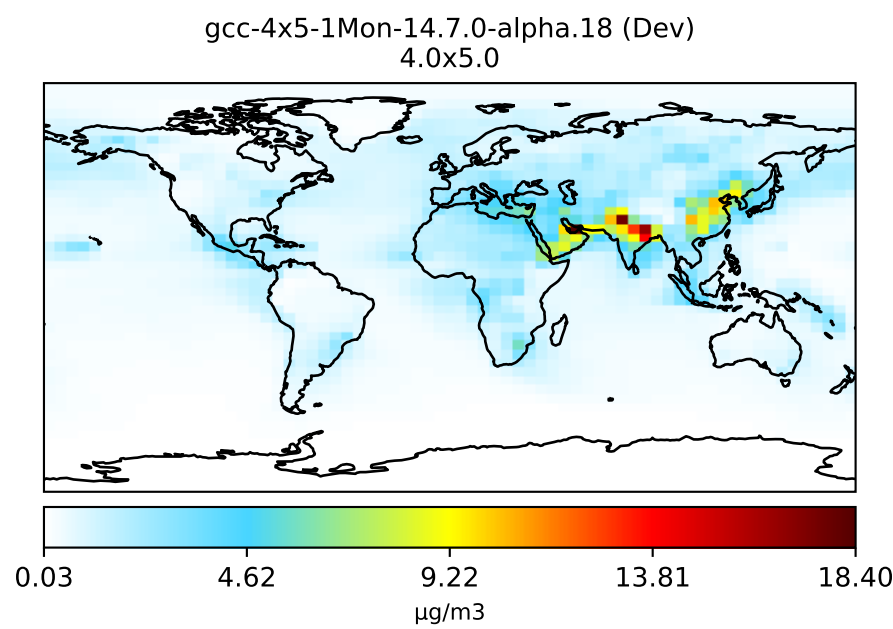 gcc-4x5-1Mon-14.7.0-alpha.18 (Dev)
4.0x5.0
0.03 4.62 9.22 13.81 18.40
μg/m3